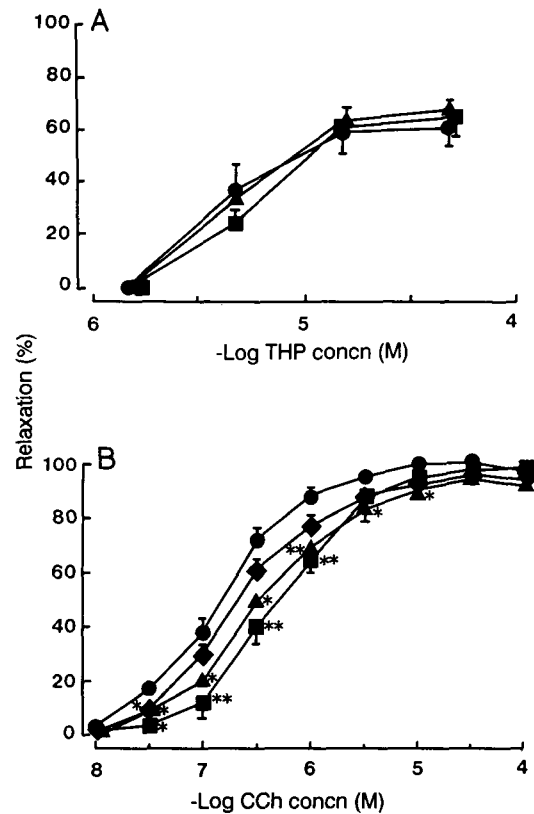 A
100
80
60
40
20
0
6 5 4
-Log THP concn (M)
Relaxation (%)
B
100
80
60
40
20
0
** ** * * * ** * ** * * *
8 7 6 5 4
-Log CCh concn (M)